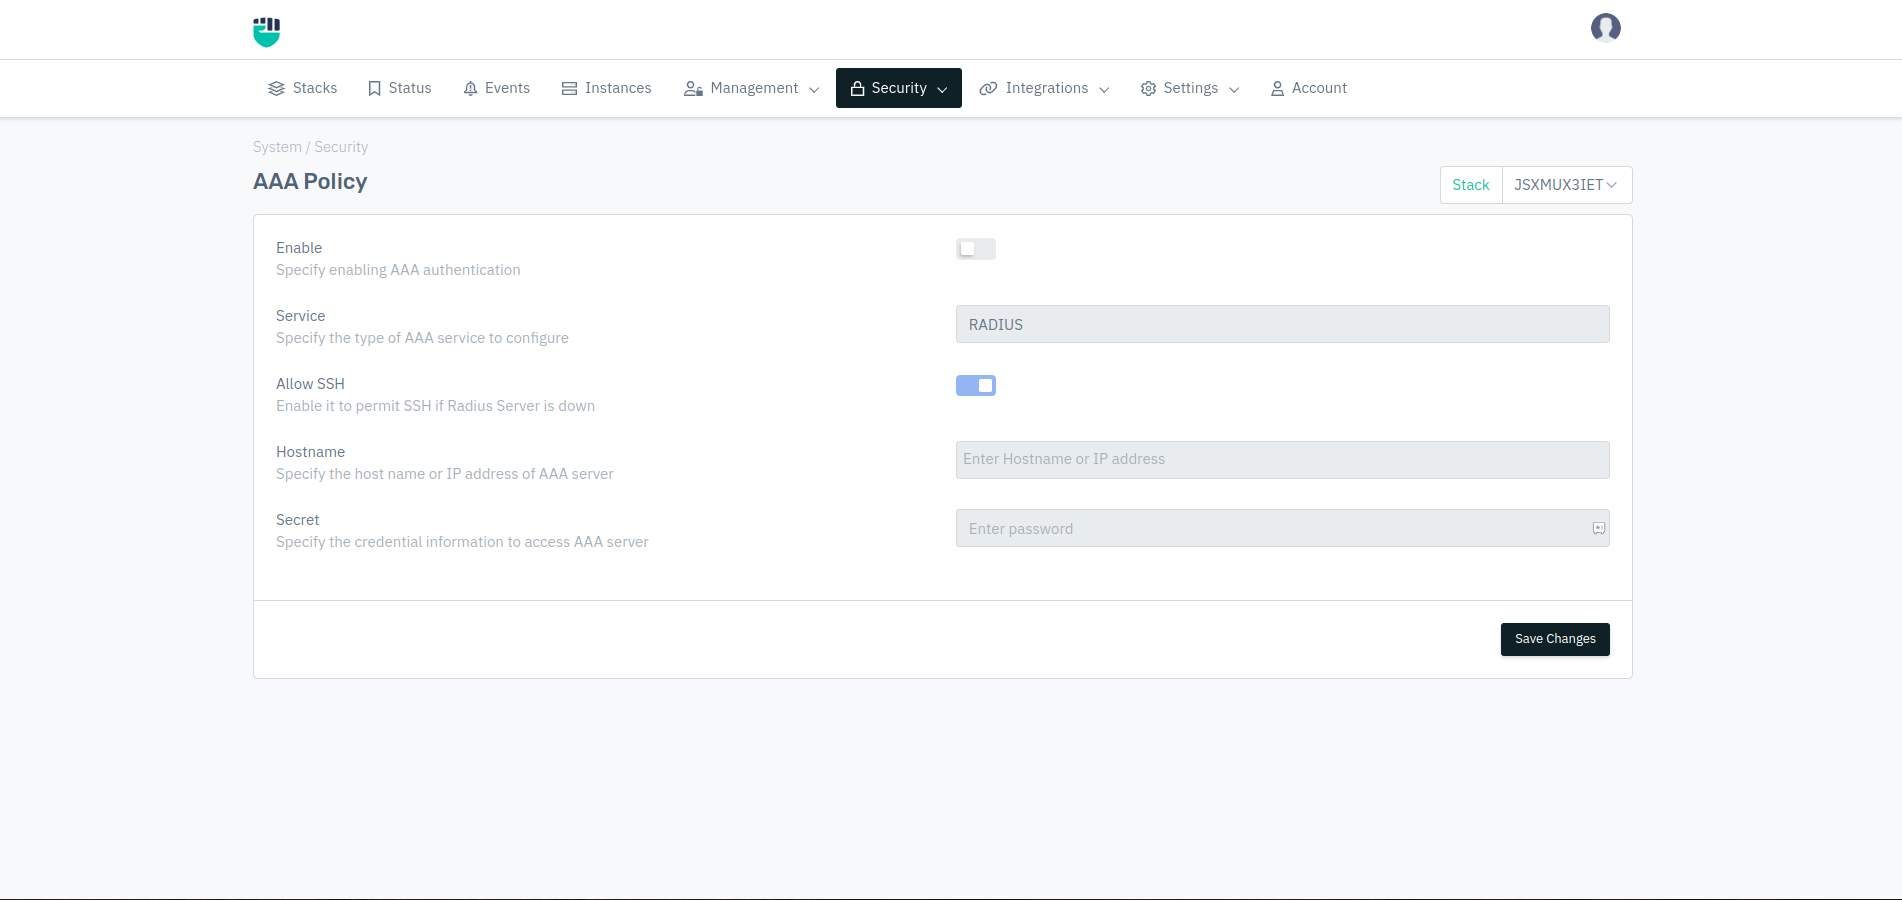 Stacks Status Events Instances Management Security Integrations Settings Account
System / Security
AAA Policy
Stack JSXMUX3IET
Enable
Specify enabling AAA authentication
Service
Specify the type of AAA service to configure
RADIUS
Allow SSH
Enable it to permit SSH if Radius Server is down
Hostname
Specify the host name or IP address of AAA server
Enter Hostname or IP address
Secret
Specify the credential information to access AAA server
Enter password
Save Changes